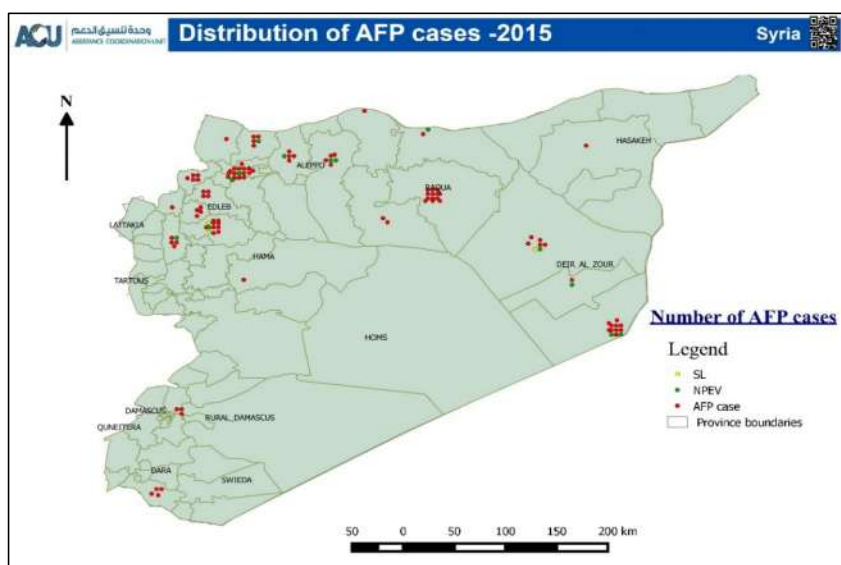 ACU
وحدة تنسيق الدعم
ASSISTANCE COORDINATION UNIT
Distribution of AFP cases -2015
Syria
N
HASAKEH
ALEPPO
RAQUA
EDLEB
LATTAKIA
HAMA
DEIR_AL_ZOUR
TARTOUS
HOMS
Number of AFP cases
Legend
SL
NPEV
AFP case
Province boundaries
DAMASCUS
RURAL_DAMASCUS
QUNEITERA
DARA
SWIEDA
50 0 50 100 150 200 km